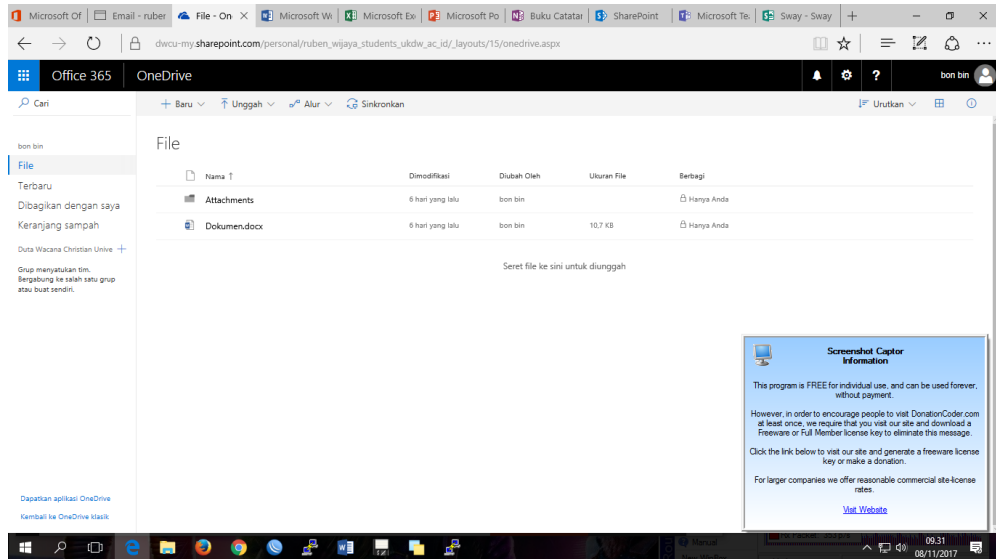 Microsoft Of
Email - ruber
File - On
Microsoft W
Microsoft Ex
Microsoft Po
Buku Catatar
SharePoint
Microsoft Te
Sway - Sway
dwcu-my.sharepoint.com/personal/ruben_wijaya_students_ukdw_ac_id/_layouts/15/onedrive.aspx
Office 365
OneDrive
?
bon bin
Cari
Baru
Unggah
Alur
Sinkronkan
Urutkan
bon bin
File
Terbaru
Dibagikan dengan saya
Keranjang sampah
Duta Wacana Christian Unive
Grup menyatukan tim.
Bergabung ke salah satu grup
atau buat sendiri.
File
Nama ↑ Dimodifikasi Diubah Oleh Ukuran File Berbagi
Attachments 6 hari yang lalu bon bin Hanya Anda
Dokumen.docx 6 hari yang lalu bon bin 10,7 KB Hanya Anda
Seret file ke sini untuk diunggah
Screenshot Captor
Information
This program is FREE for individual use, and can be used forever,
without payment.
However, in order to encourage people to visit DonationCoder.com
at least once, we require that you visit our site and download a
Freeware or Full Member license key to eliminate this message.
Click the link below to visit our site and generate a freeware license
key or make a donation.
For larger companies we offer reasonable commercial site-license
rates.
Visit Website
Dapatkan aplikasi OneDrive
Kembali ke OneDrive klasik
Manual
09.31
08/11/2017